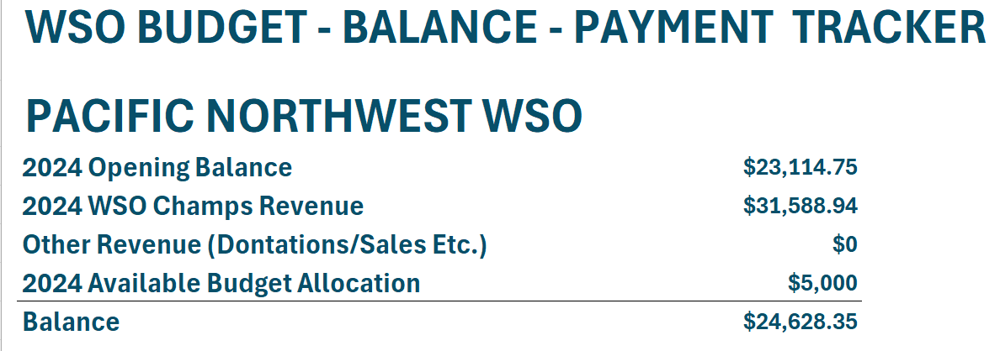 WSO BUDGET - BALANCE - PAYMENT TRACKER
PACIFIC NORTHWEST WSO
2024 Opening Balance $23,114.75
2024 WSO Champs Revenue $31,588.94
Other Revenue (Dontations/Sales Etc.) $0
2024 Available Budget Allocation $5,000
Balance $24,628.35